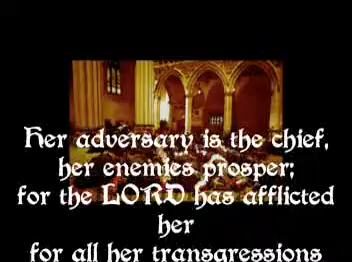 Her adversary is the chief,
her enemies prosper;
for the LORD has afflicted
her
for all her transgressions